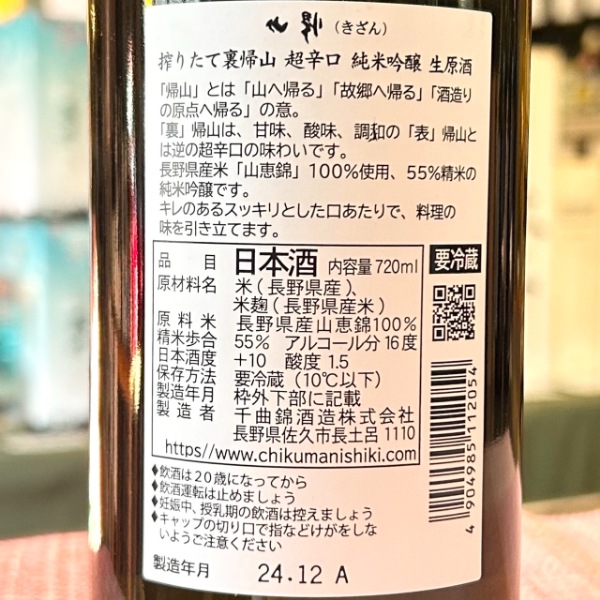 帰山 (きざん)
搾りたて裏帰山 超辛口 純米吟醸 生原酒
「帰山」とは「山へ帰る」「故郷へ帰る」「酒造り
の原点へ帰る」の意。
「裏」帰山は、甘味、酸味、調和の「表」帰山と
は逆の超辛口の味わいです。
長野県産米「山恵錦」100%使用、55%精米の
純米吟醸です。
キレのあるスッキリとした口あたりで、料理の
味を引き立てます。
品目 日本酒 内容量720ml
要冷蔵
原材料名 米(長野県産)、
米麹(長野県産米)
原料米 長野県産山恵錦100%
精米歩合 55% アルコール分16度
日本酒度 +10 酸度1.5
保存方法 要冷蔵(10℃以下)
製造年月 枠外下部に記載
製造者 千曲錦酒造株式会社
長野県佐久市長土呂1110
https//www.chikumanishiki.com
4904985112054
◆飲酒は20歳になってから
◆飲酒運転は止めましょう
◆妊娠中、授乳期の飲酒は控えましょう
◆キャップの切り口で指などけがをしな
いようご注意ください
製造年月 24.12 A